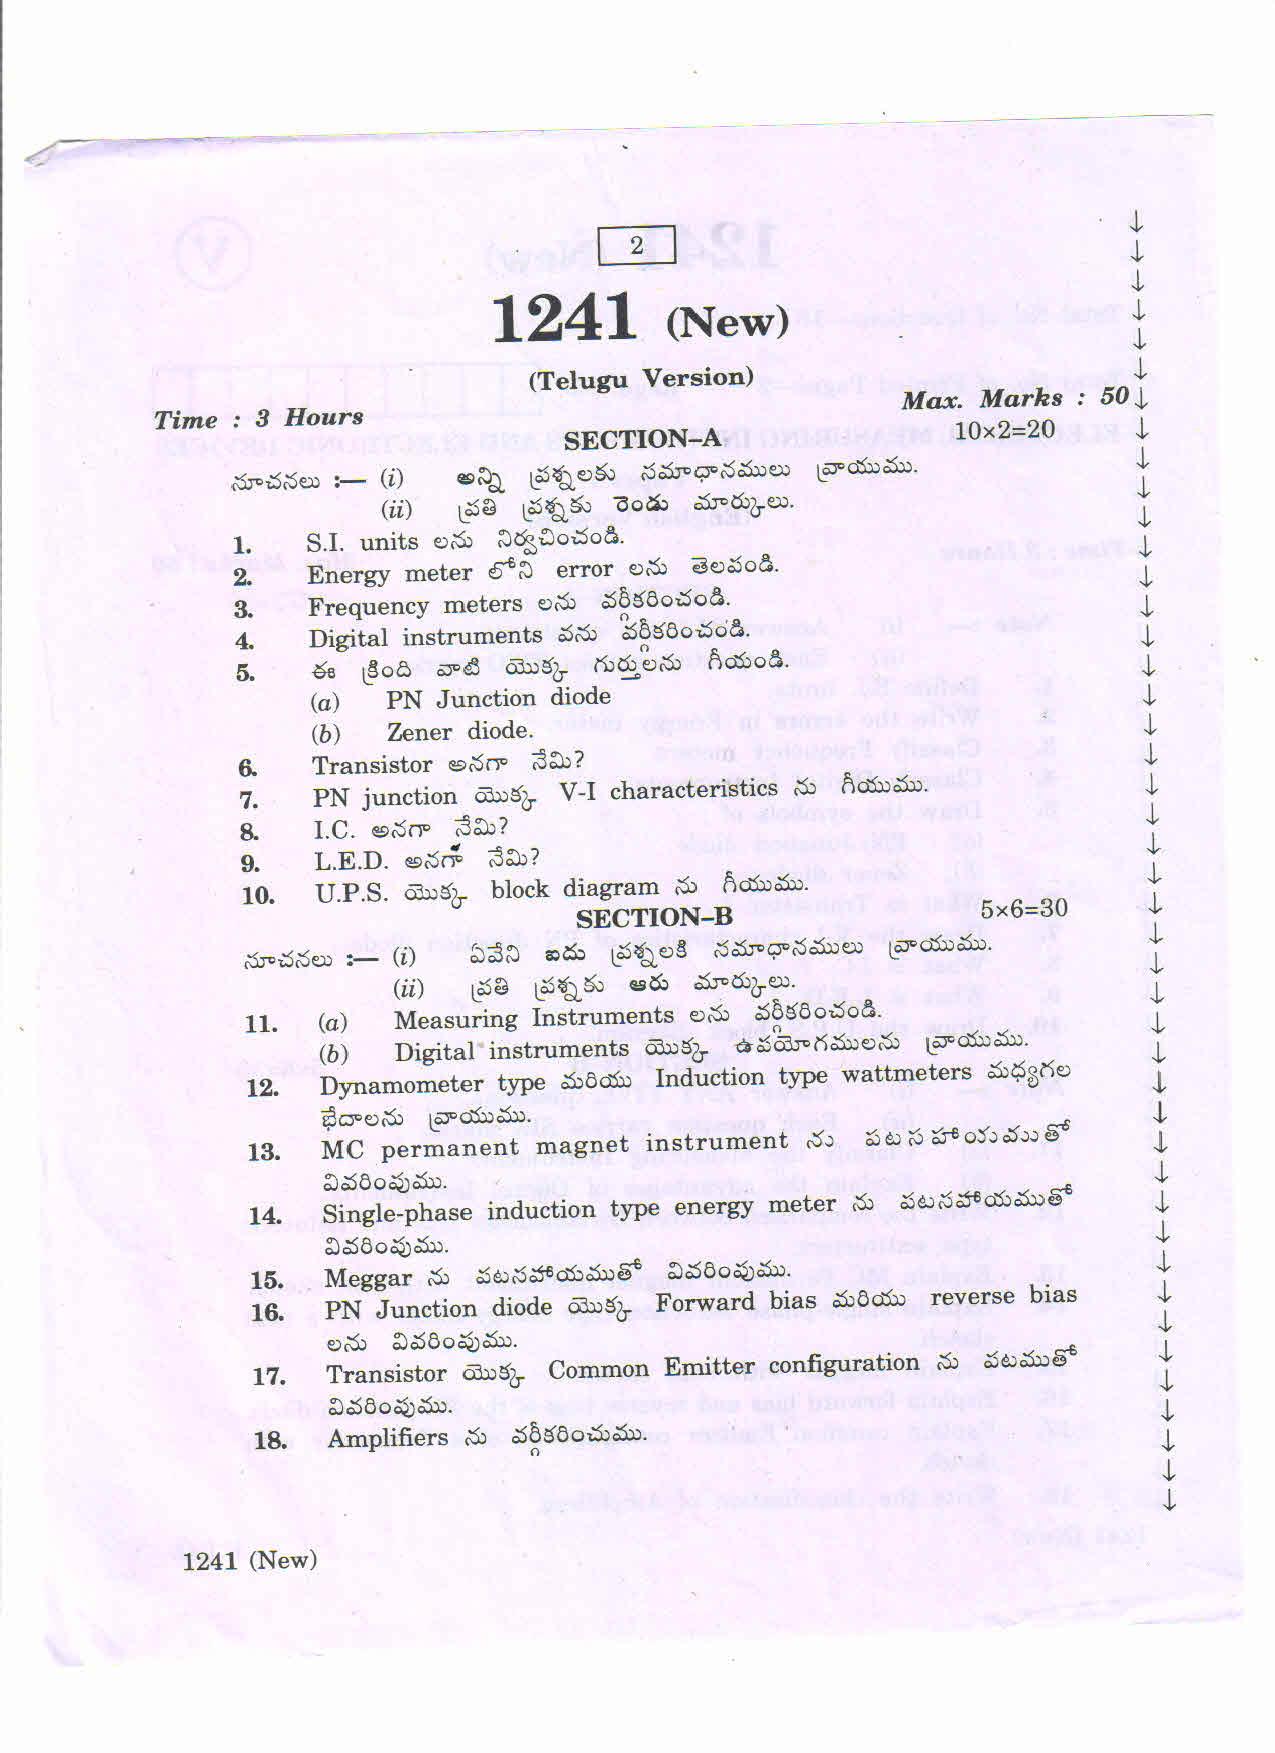 2
1241 (New)
(Telugu Version)
Time : 3 Hours
Max. Marks : 50
SECTION–A
10×2=20
సూచనలు :— (i) అన్ని ప్రశ్నలకు సమాధానములు వ్రాయుము.
(ii) ప్రతి ప్రశ్నకు రెండు మార్కులు.
1. S.I. units లను నిర్వచించండి.
2. Energy meter లోని error లను తెలపండి.
3. Frequency meters లను వర్గీకరించండి.
4. Digital instruments వను వర్గీకరించండి.
5. ఈ క్రింది వాటి యొక్క గుర్తులను గీయండి.
(a) PN Junction diode
(b) Zener diode.
6. Transistor అనగా నేమి?
7. PN junction యొక్క V-I characteristics ను గీయుము.
8. I.C. అనగా నేమి?
9. L.E.D. అనగా నేమి?
10. U.P.S. యొక్క block diagram ను గీయుము.
SECTION–B
5×6=30
సూచనలు :— (i) ఏవేని ఐదు ప్రశ్నలకి సమాధానములు వ్రాయుము.
(ii) ప్రతి ప్రశ్నకు ఆరు మార్కులు.
11. (a) Measuring Instruments లను వర్గీకరించండి.
(b) Digital instruments యొక్క ఉపయోగములను వ్రాయుము.
12. Dynamometer type మరియు Induction type wattmeters మధ్యగల
భేదాలను వ్రాయుము.
13. MC permanent magnet instrument ను పటసహాయముతో
వివరింపుము.
14. Single-phase induction type energy meter ను పటసహాయముతో
వివరింపుము.
15. Meggar ను పటసహాయముతో వివరింపుము.
16. PN Junction diode యొక్క Forward bias మరియు reverse bias
లను వివరింపుము.
17. Transistor యొక్క Common Emitter configuration ను పటముతో
వివరింపుము.
18. Amplifiers ను వర్గీకరించుము.
1241 (New)